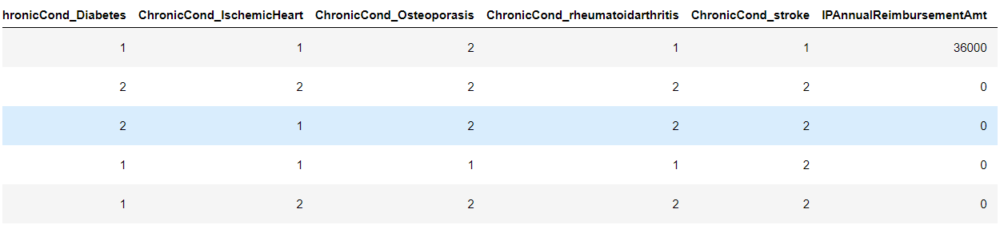 hronicCond_Diabetes ChronicCond_IschemicHeart ChronicCond_Osteoporasis ChronicCond_rheumatoidarthritis ChronicCond_stroke IPAnnualReimbursementAmt
1 1 2 1 1 36000
2 2 2 2 2 0
2 1 2 2 2 0
1 1 1 1 2 0
1 2 2 2 2 0